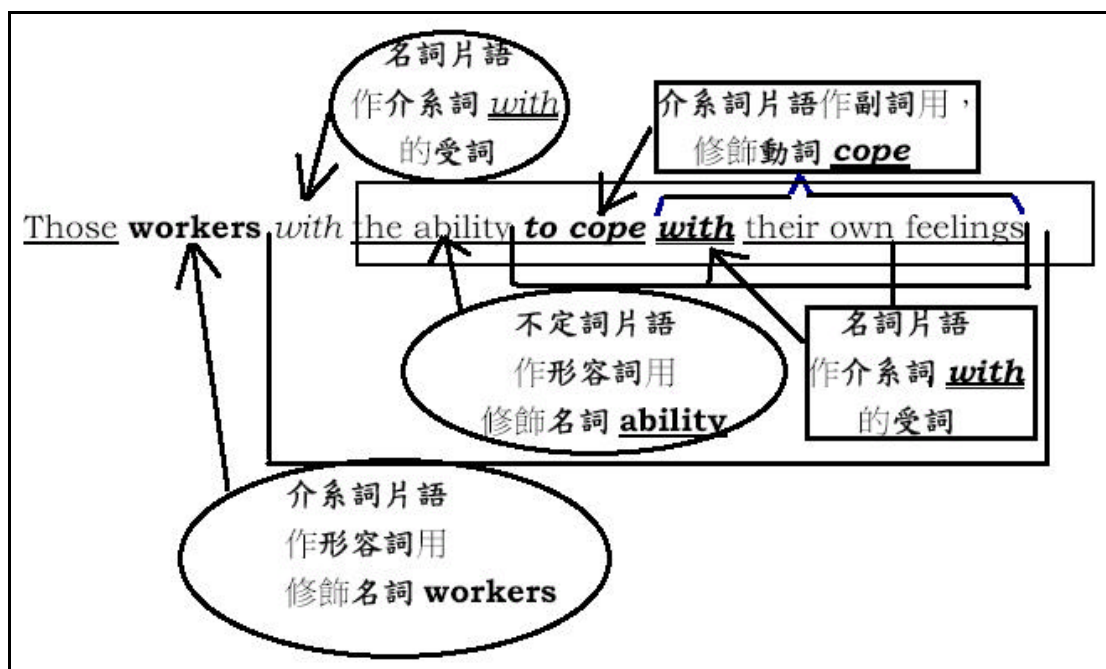 名詞片語
作介系詞 with
的受詞
介系詞片語作副詞用，
修飾動詞 cope
Those workers with the ability to cope with their own feelings
不定詞片語
作形容詞用
修飾名詞 ability
名詞片語
作介系詞 with
的受詞
介系詞片語
作形容詞用
修飾名詞 workers